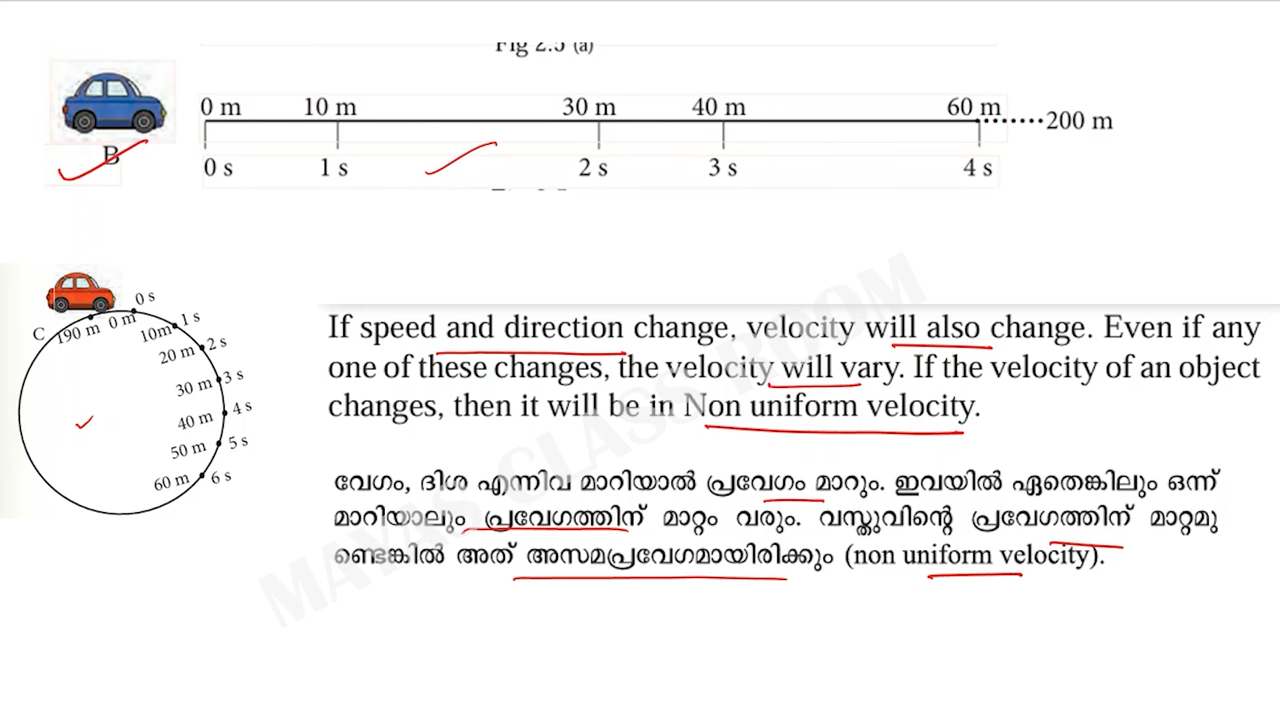 Fig 2.5 (a)
0 m 10 m 30 m 40 m 60 m 200 m
B
0 s 1 s 2 s 3 s 4 s
0 s
C 190 m 0 m 10m 1 s
20 m 2 s
30 m 3 s
40 m 4 s
50 m 5 s
60 m 6 s
If speed and direction change, velocity will also change. Even if any
one of these changes, the velocity will vary. If the velocity of an object
changes, then it will be in Non uniform velocity.
വേഗം, ദിശ എന്നിവ മാറിയാൽ പ്രവേഗം മാറും. ഇവയിൽ ഏതെങ്കിലും ഒന്ന്
മാറിയാലും പ്രവേഗത്തിന് മാറ്റം വരും. വസ്തുവിന്റെ പ്രവേഗത്തിന് മാറ്റമു
ണ്ടെങ്കിൽ അത് അസമപ്രവേഗമായിരിക്കും (non uniform velocity).
MAYAS CLASS ROOM